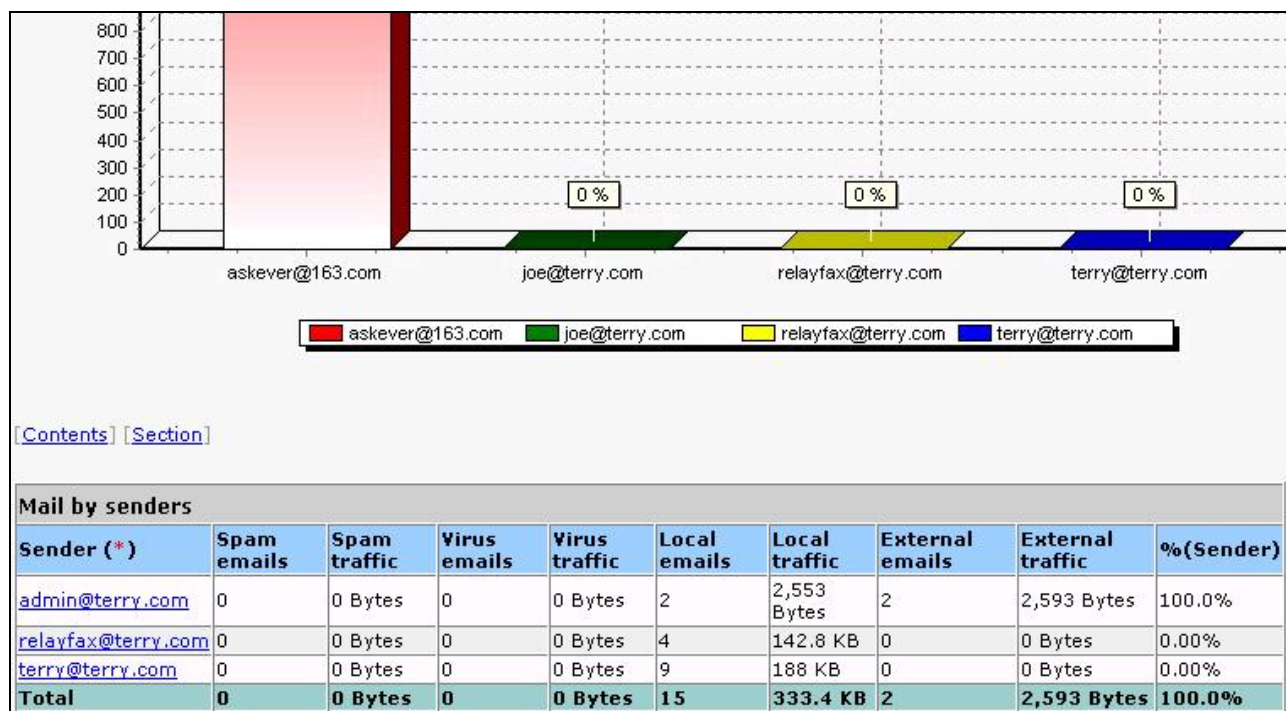 800
700
600
500
400
300
200
100
0
0 %
0 %
0 %
askever@163.com
joe@terry.com
relayfax@terry.com
terry@terry.com
askever@163.com joe@terry.com relayfax@terry.com terry@terry.com
[Contents] [Section]
Mail by senders
Sender (*) Spam emails Spam traffic Virus emails Virus traffic Local emails Local traffic External emails External traffic %(Sender)
admin@terry.com 0 0 Bytes 0 0 Bytes 2 2,553 Bytes 2 2,593 Bytes 100.0%
relayfax@terry.com 0 0 Bytes 0 0 Bytes 4 142.8 KB 0 0 Bytes 0.00%
terry@terry.com 0 0 Bytes 0 0 Bytes 9 188 KB 0 0 Bytes 0.00%
Total 0 0 Bytes 0 0 Bytes 15 333.4 KB 2 2,593 Bytes 100.0%